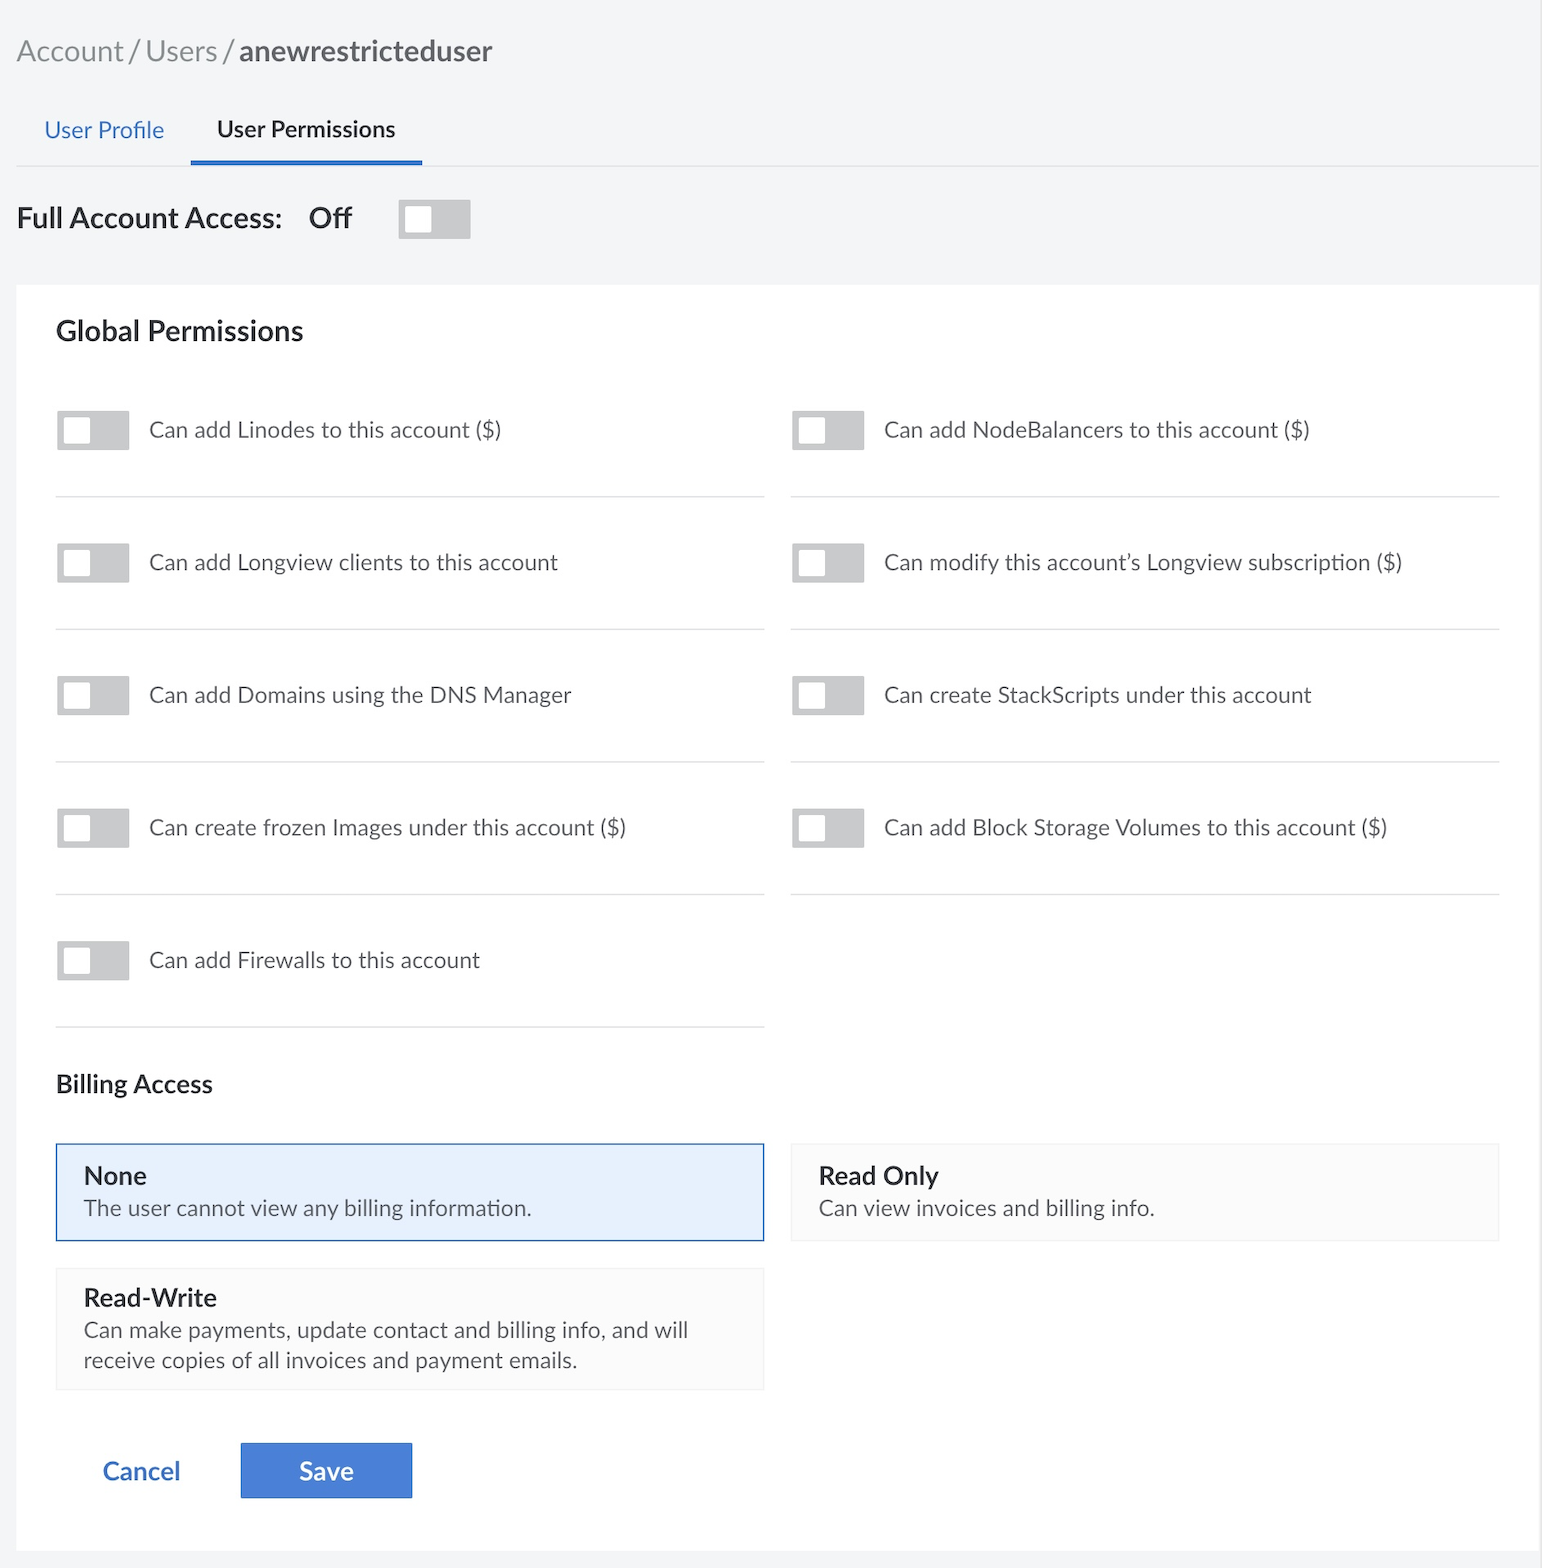 Account / Users / anewrestricteduser
User Profile
User Permissions
Full Account Access: Off
Global Permissions
Can add Linodes to this account ($)
Can add NodeBalancers to this account ($)
Can add Longview clients to this account
Can modify this account’s Longview subscription ($)
Can add Domains using the DNS Manager
Can create StackScripts under this account
Can create frozen Images under this account ($)
Can add Block Storage Volumes to this account ($)
Can add Firewalls to this account
Billing Access
None
The user cannot view any billing information.
Read Only
Can view invoices and billing info.
Read-Write
Can make payments, update contact and billing info, and will
receive copies of all invoices and payment emails.
Cancel
Save